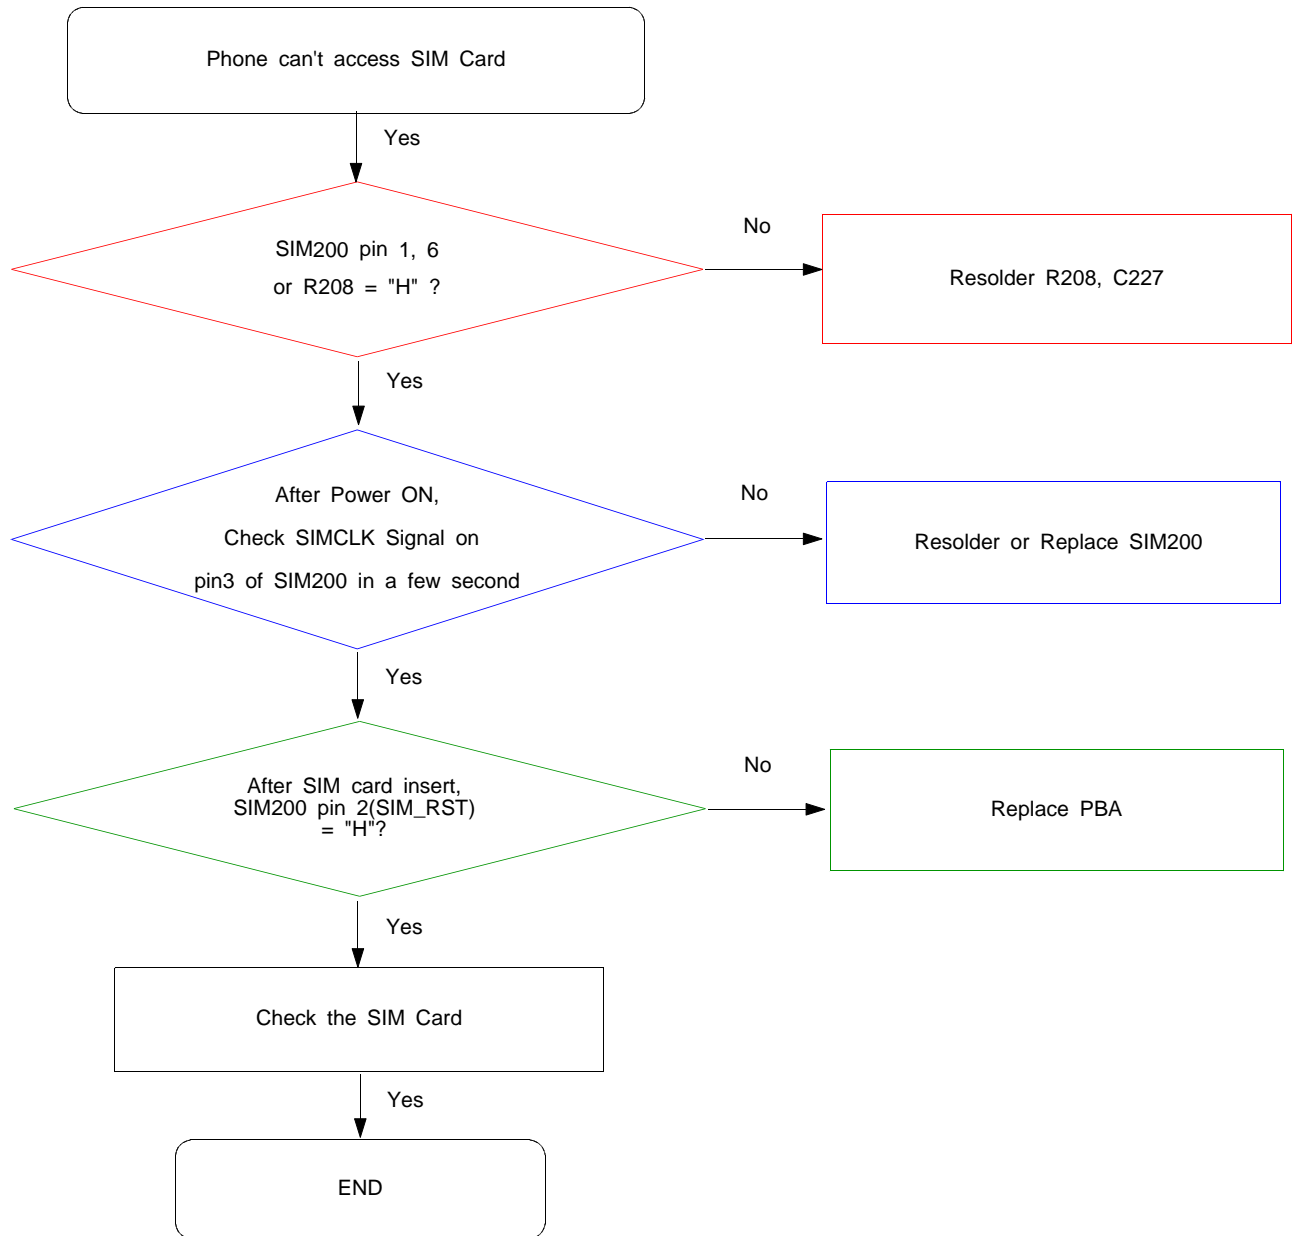 Phone can't access SIM Card
Yes
SIM200 pin 1, 6
or R208 = "H" ?
No
Resolder R208, C227
Yes
After Power ON,
Check SIMCLK Signal on
pin3 of SIM200 in a few second
No
Resolder or Replace SIM200
Yes
After SIM card insert,
SIM200 pin 2(SIM_RST)
= "H"?
No
Replace PBA
Yes
Check the SIM Card
Yes
END